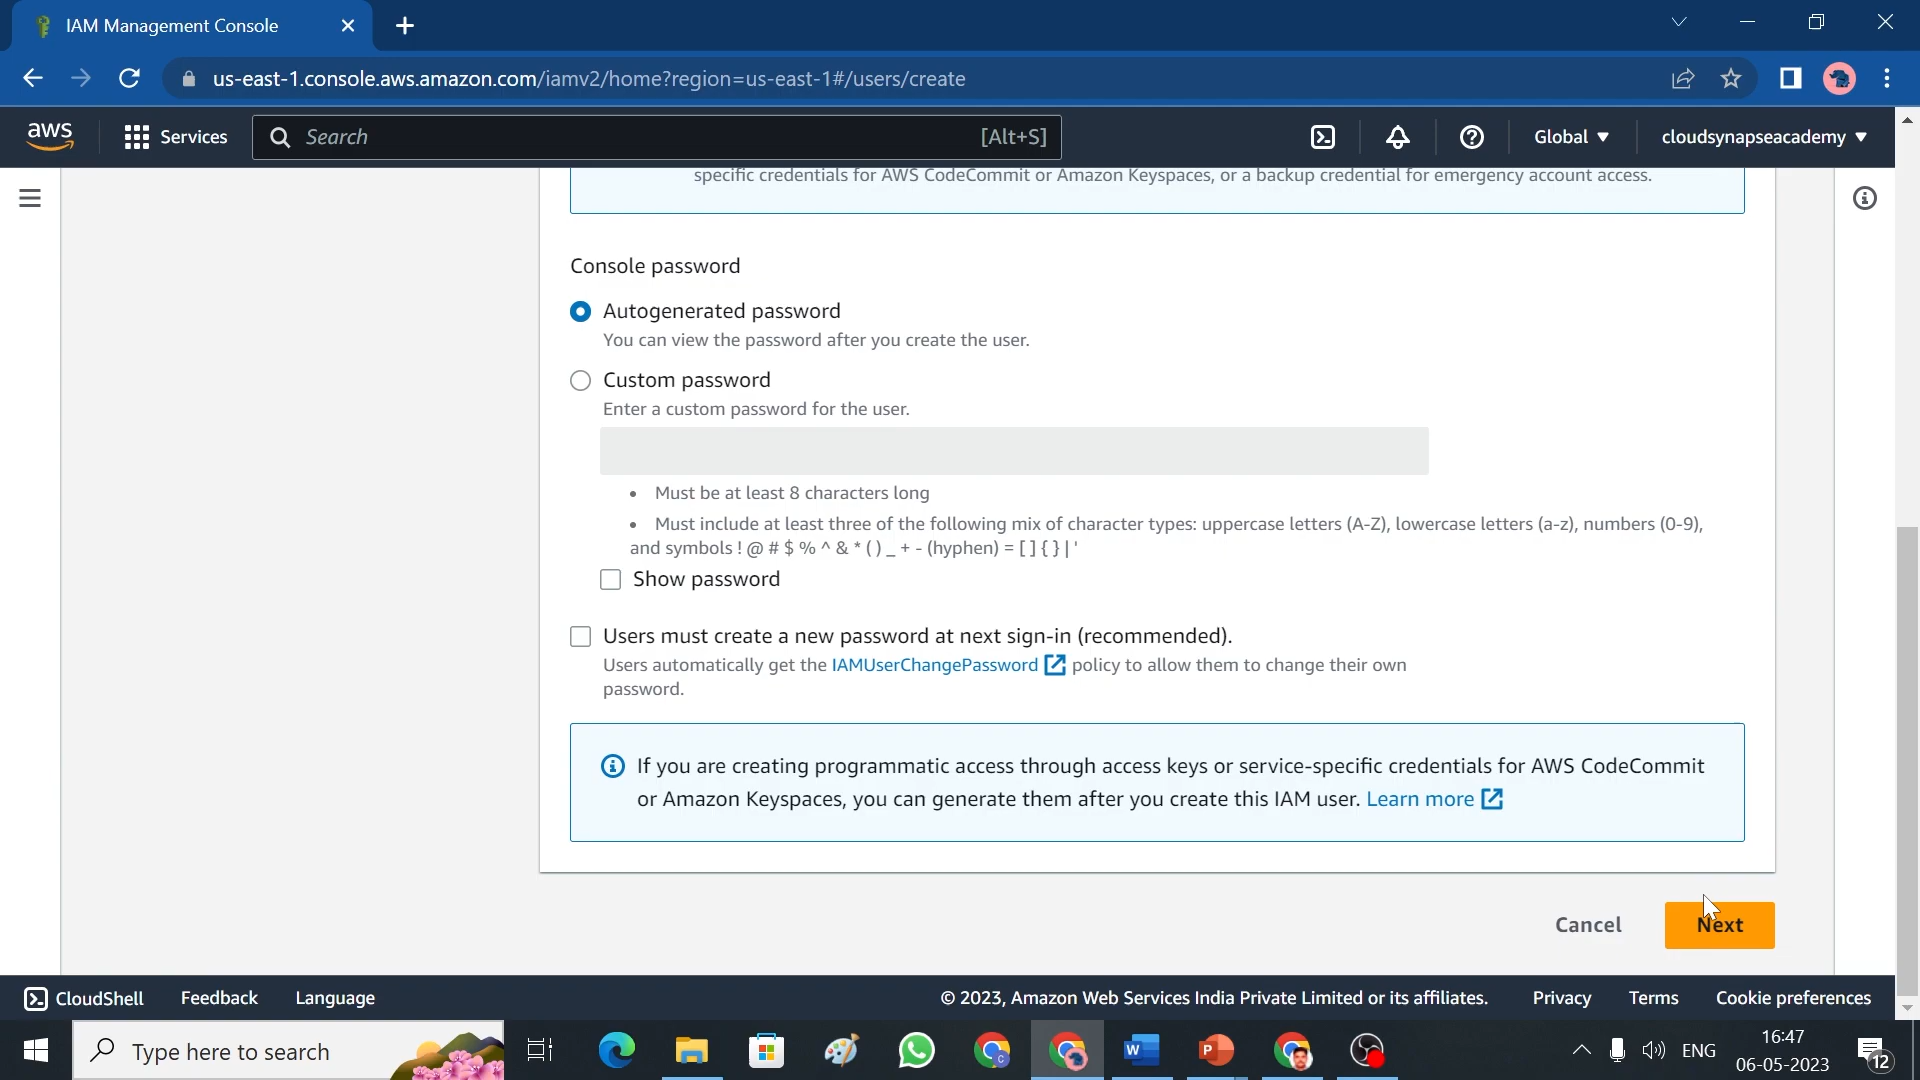 IAM Management Console
us-east-1.console.aws.amazon.com/iamv2/home?region=us-east-1#/users/create
aws
Services
Search
[Alt+S]
Global
cloudsynapseacademy
specific credentials for AWS CodeCommit or Amazon Keyspaces, or a backup credential for emergency account access.
Console password
Autogenerated password
You can view the password after you create the user.
Custom password
Enter a custom password for the user.
• Must be at least 8 characters long
• Must include at least three of the following mix of character types: uppercase letters (A-Z), lowercase letters (a-z), numbers (0-9),
and symbols ! @ # $ % ^ & * ( ) _ + - (hyphen) = [ ] { } | '
Show password
Users must create a new password at next sign-in (recommended).
Users automatically get the IAMUserChangePassword policy to allow them to change their own
password.
If you are creating programmatic access through access keys or service-specific credentials for AWS CodeCommit
or Amazon Keyspaces, you can generate them after you create this IAM user. Learn more
Cancel
Next
CloudShell
Feedback
Language
© 2023, Amazon Web Services India Private Limited or its affiliates.
Privacy
Terms
Cookie preferences
Type here to search
ENG
16:47
06-05-2023
12